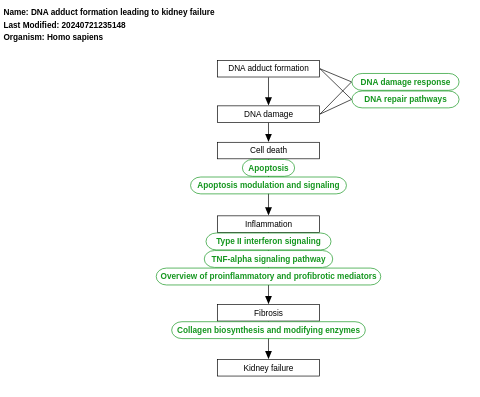 Name: DNA adduct formation leading to kidney failure
Last Modified: 20240721235148
Organism: Homo sapiens
DNA adduct formation
DNA damage response
DNA repair pathways
DNA damage
Cell death
Apoptosis
Apoptosis modulation and signaling
Inflammation
Type II interferon signaling
TNF-alpha signaling pathway
Overview of proinflammatory and profibrotic mediators
Fibrosis
Collagen biosynthesis and modifying enzymes
Kidney failure